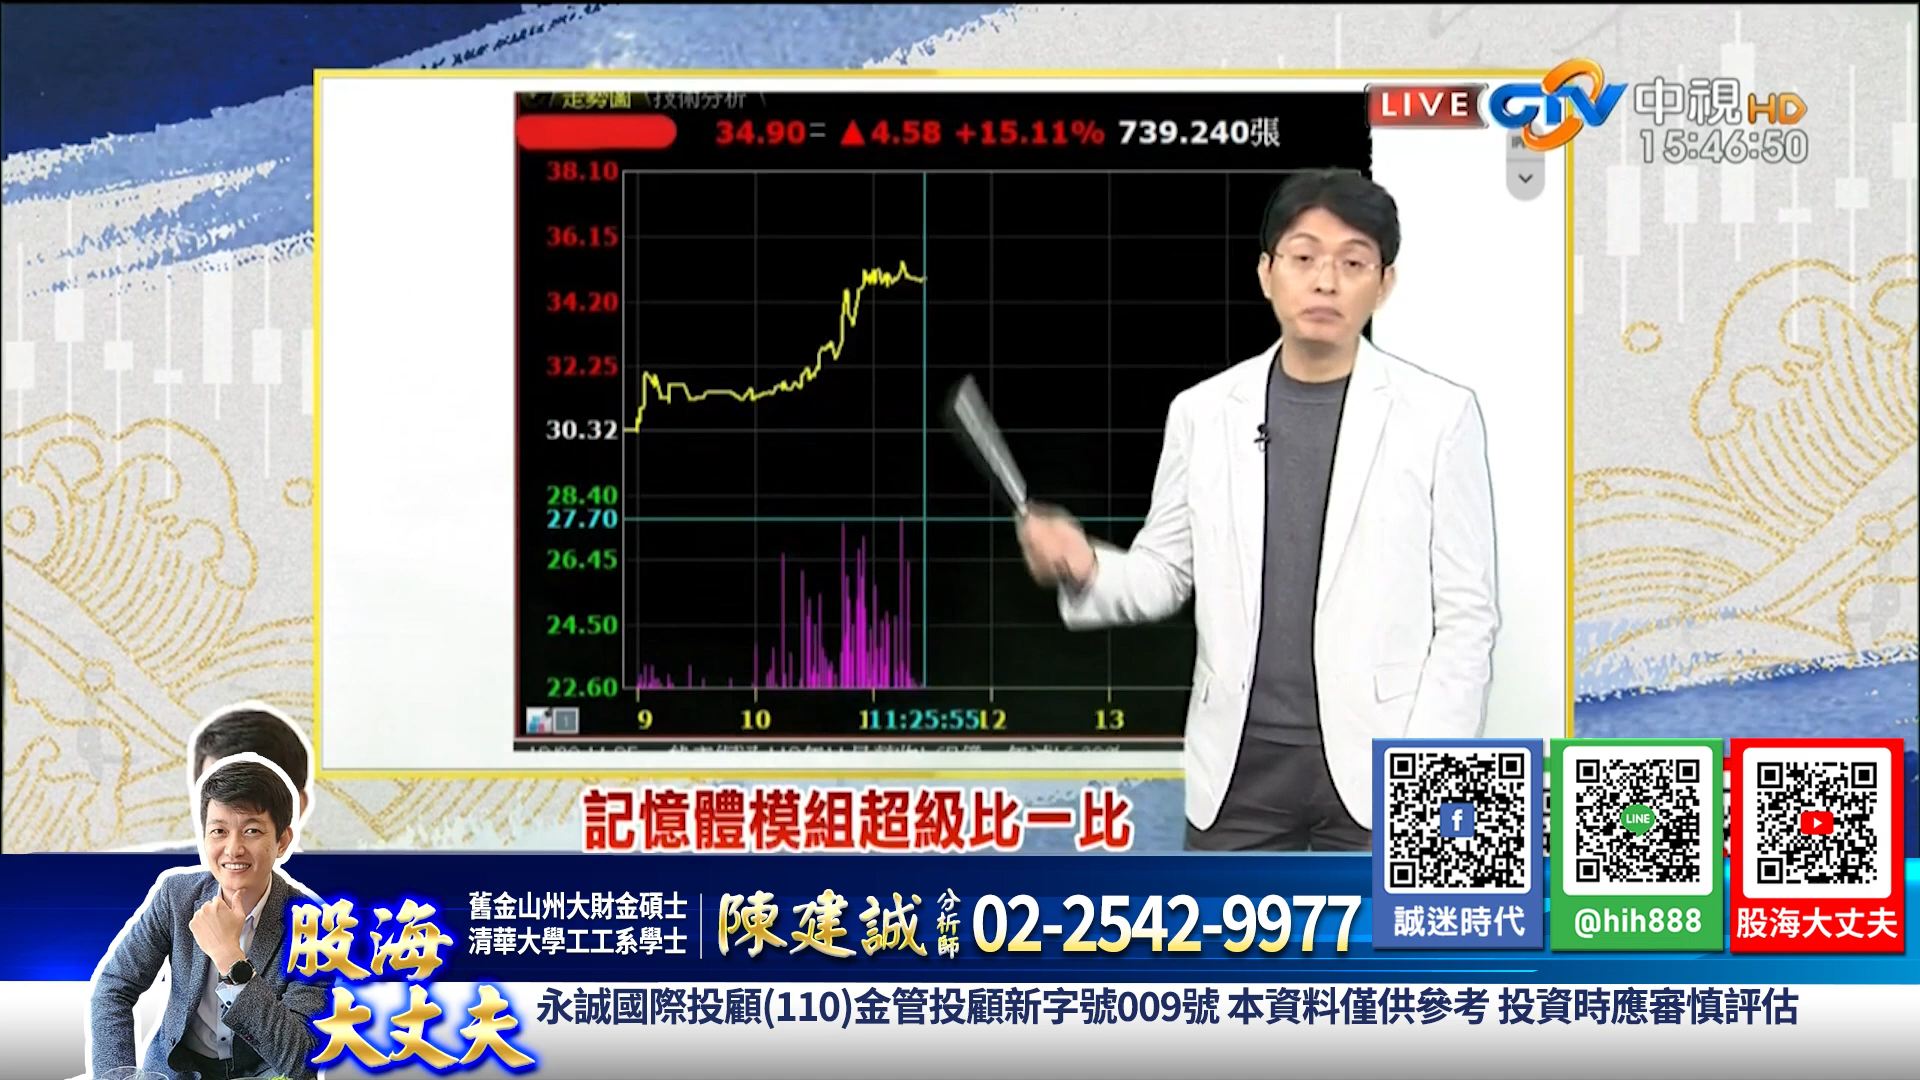 走勢圖 技術分析
LIVE
CTV 中視 HD
15:46:50
34.90 = ▲4.58 +15.11% 739.240張
38.10
36.15
34.20
32.25
30.32
28.40
27.70
26.45
24.50
22.60
9 10 11:25:55 12 13
1
記憶體模組超級比一比
股海
大丈夫
舊金山州大財金碩士
清華大學工工系學士
陳建誠
分析師
02-2542-9977
誠迷時代
LINE
@hih888
股海大丈夫
永誠國際投顧(110)金管投顧新字號009號 本資料僅供參考 投資時應審慎評估